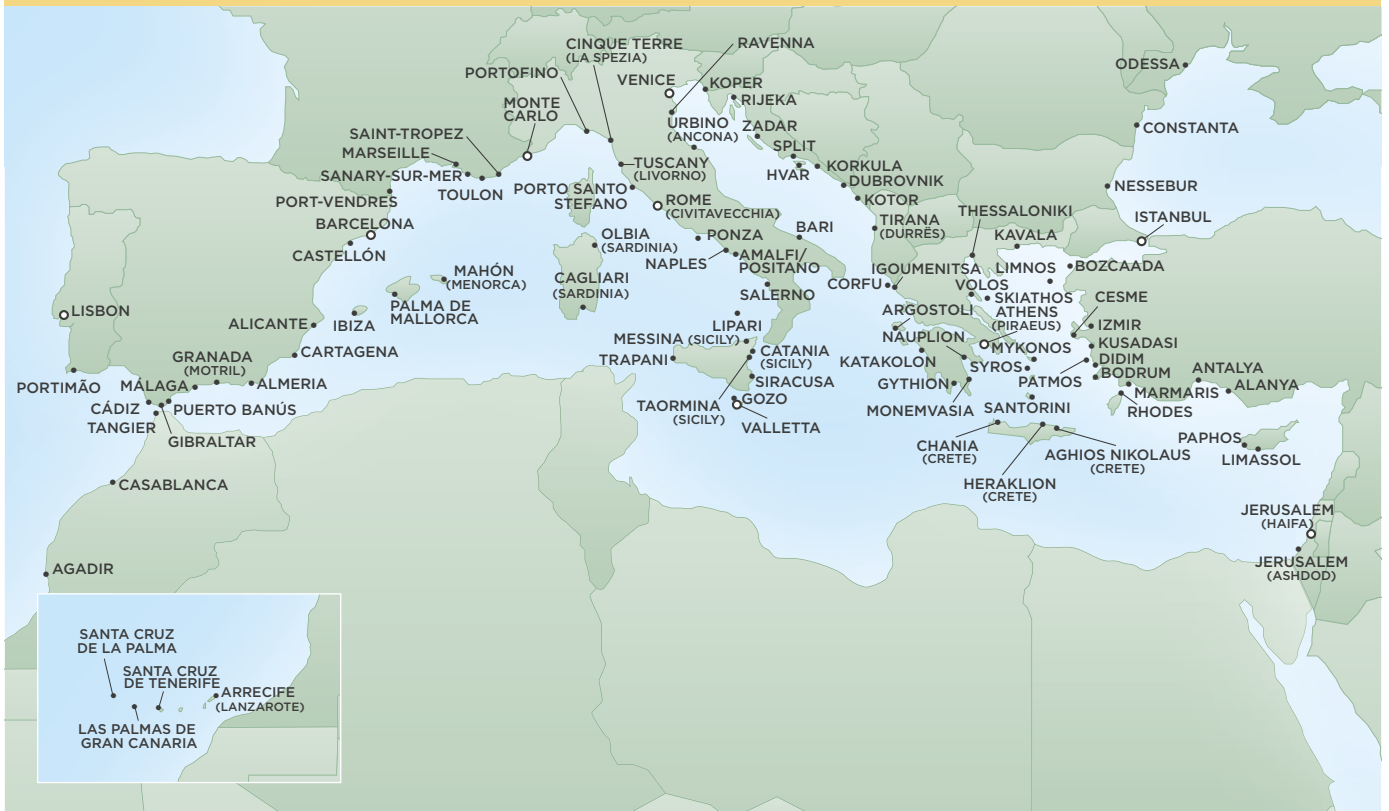 CINQUE TERRE
(LA SPEZIA)
RAVENNA
PORTOFINO
VENICE
KOPER
RIJEKA
ODESSA
MONTE
CARLO
URBINO
(ANCONA)
ZADAR
CONSTANTA
SAINT-TROPEZ
MARSEILLE
SPLIT
SANARY-SUR-MER
TOULON
TUSCANY
(LIVORNO)
HVAR
KORKULA
DUBROVNIK
KOTOR
NESSEBUR
PORT-VENDRES
PORTO SANTO
STEFANO
ROME
(CIVITAVECCHIA)
BARCELONA
CASTELLÓN
TIRANA
(DURRËS)
THESSALONIKI
ISTANBUL
KAVALA
OLBIA
(SARDINIA)
PONZA
BARI
NAPLES
AMALFI/
POSITANO
IGOUMENITSA
LIMNOS
BOZCAADA
MAHÓN
(MENORCA)
CAGLIARI
(SARDINIA)
SALERNO
CORFU
VOLOS
SKIATHOS
CESME
LISBON
PALMA DE
MALLORCA
IBIZA
ALICANTE
LIPARI
ARGOSTOLI
ATHENS
(PIRAEUS)
IZMIR
MESSINA (SICILY)
NAUPLION
MYKONOS
KUSADASI
CARTAGENA
TRAPANI
CATANIA
(SICILY)
KATAKOLON
SYROS
DIDIM
BODRUM
GRANADA
(MOTRIL)
PORTIMÃO
MÁLAGA
ALMERIA
SIRACUSA
GYTHION
PATMOS
MARMARIS
ANTALYA
ALANYA
CÁDIZ
PUERTO BANÚS
TAORMINA
(SICILY)
GOZO
MONEMVASIA
SANTORINI
RHODES
TANGIER
GIBRALTAR
VALLETTA
CHANIA
(CRETE)
AGHIOS NIKOLAUS
(CRETE)
PAPHOS
LIMASSOL
CASABLANCA
HERAKLION
(CRETE)
JERUSALEM
(HAIFA)
AGADIR
JERUSALEM
(ASHDOD)
SANTA CRUZ
DE LA PALMA
SANTA CRUZ
DE TENERIFE
ARRECIFE
(LANZAROTE)
LAS PALMAS DE
GRAN CANARIA